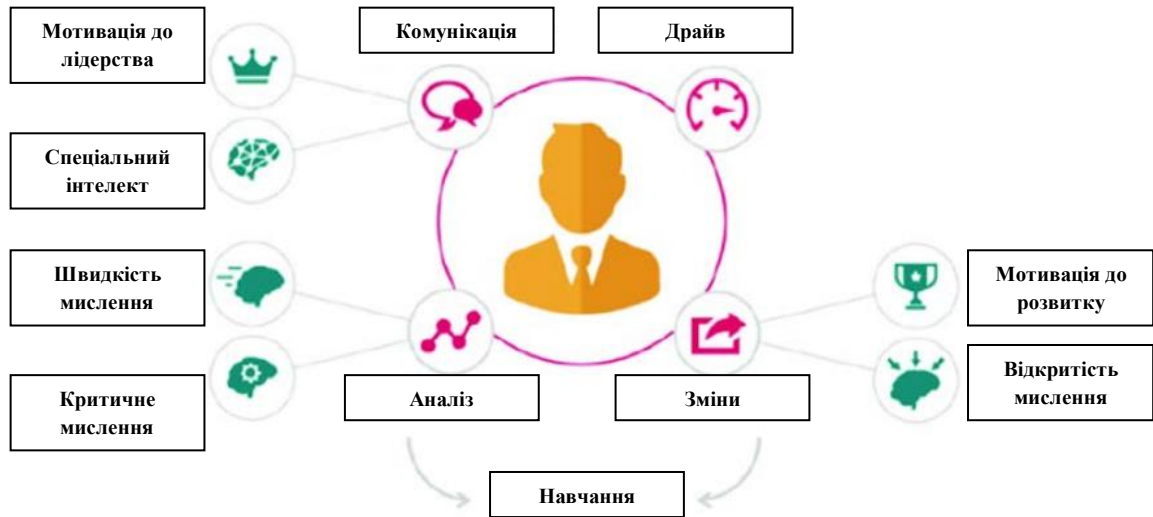 Мотивація до
лідерства
Комунікація
Драйв
Спеціальний
інтелект
Швидкість
мислення
Мотивація до
розвитку
Критичне
мислення
Аналіз
Зміни
Відкритість
мислення
Навчання